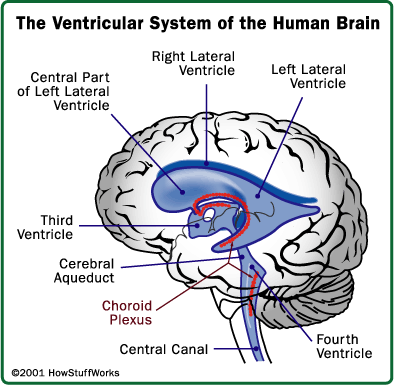 The Ventricular System of the Human Brain
Right Lateral
Ventricle
Central Part
of Left Lateral
Ventricle
Left Lateral
Ventricle
Third
Ventricle
Cerebral
Aqueduct
Choroid
Plexus
Central Canal
Fourth
Ventricle
©2001 HowStuffWorks